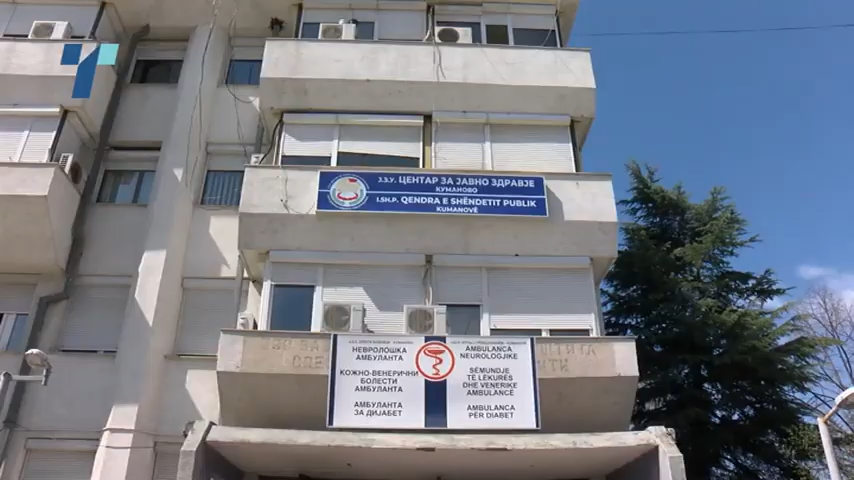 Ј.З.У. ЦЕНТАР ЗА ЈАВНО ЗДРАВЈЕ
КУМАНОВО
I.SH.P. QENDRA E SHËNDETIT PUBLIK
KUMANOVË
НЕВРОЛОШКА
АМБУЛАНТА
КОЖНО-ВЕНЕРИЧНИ
БОЛЕСТИ
АМБУЛАНТА
АМБУЛАНТА
ЗА ДИЈАБЕТ
AMBULANCA
NEUROLOGJIKE
SËMUNDJE
TË LËKURËS
DHE VENERIKE
AMBULANCË
AMBULANCA
PËR DIABET